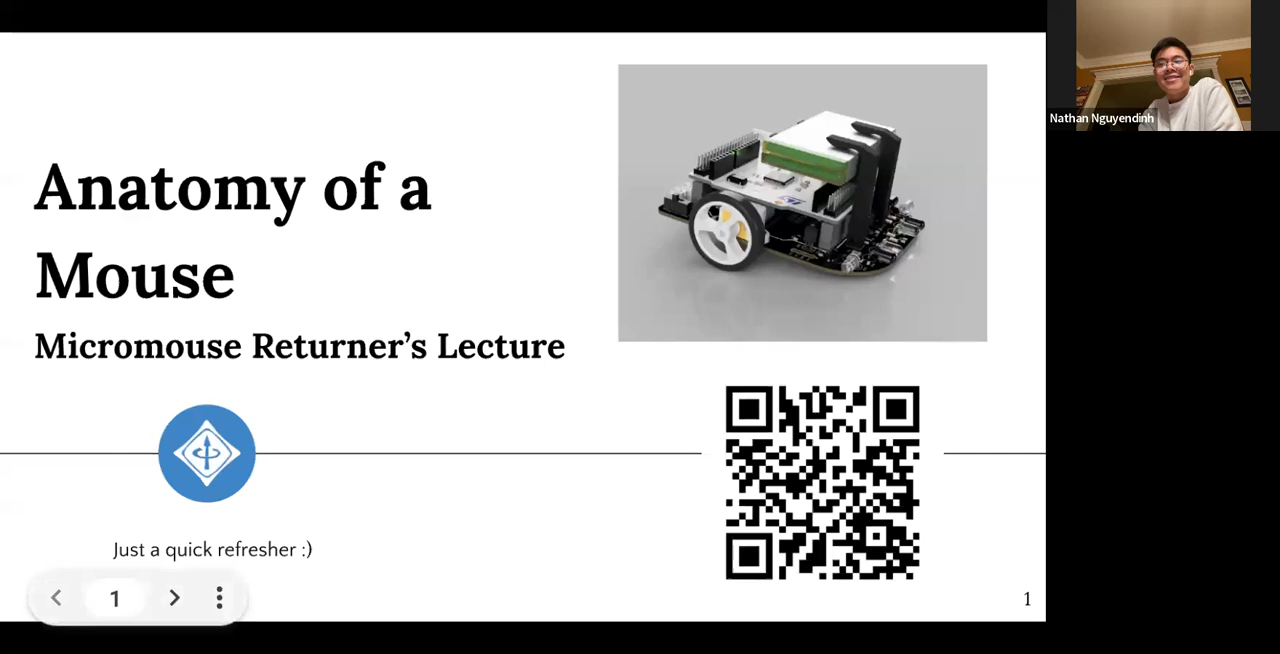 Anatomy of a
Mouse
Micromouse Returner’s Lecture
Just a quick refresher :)
1
1
Nathan Nguyendinh